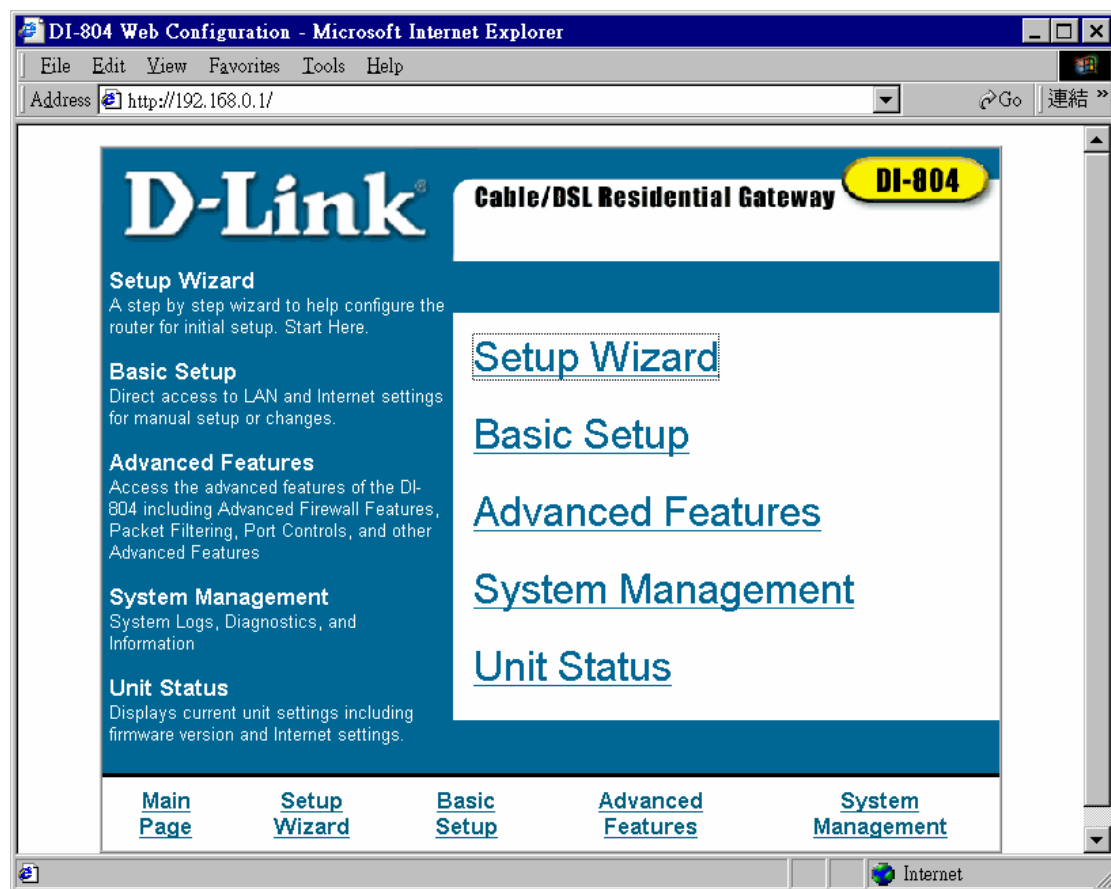 DI-804 Web Configuration - Microsoft Internet Explorer
File Edit View Favorites Tools Help
Address http://192.168.0.1/ Go 連結 »
D-Link®
Cable/DSL Residential Gateway
DI-804
Setup Wizard
A step by step wizard to help configure the
router for initial setup. Start Here.
Basic Setup
Direct access to LAN and Internet settings
for manual setup or changes.
Advanced Features
Access the advanced features of the DI-
804 including Advanced Firewall Features,
Packet Filtering, Port Controls, and other
Advanced Features
System Management
System Logs, Diagnostics, and
Information
Unit Status
Displays current unit settings including
firmware version and Internet settings.
Setup Wizard
Basic Setup
Advanced Features
System Management
Unit Status
Main
Page
Setup
Wizard
Basic
Setup
Advanced
Features
System
Management
Internet